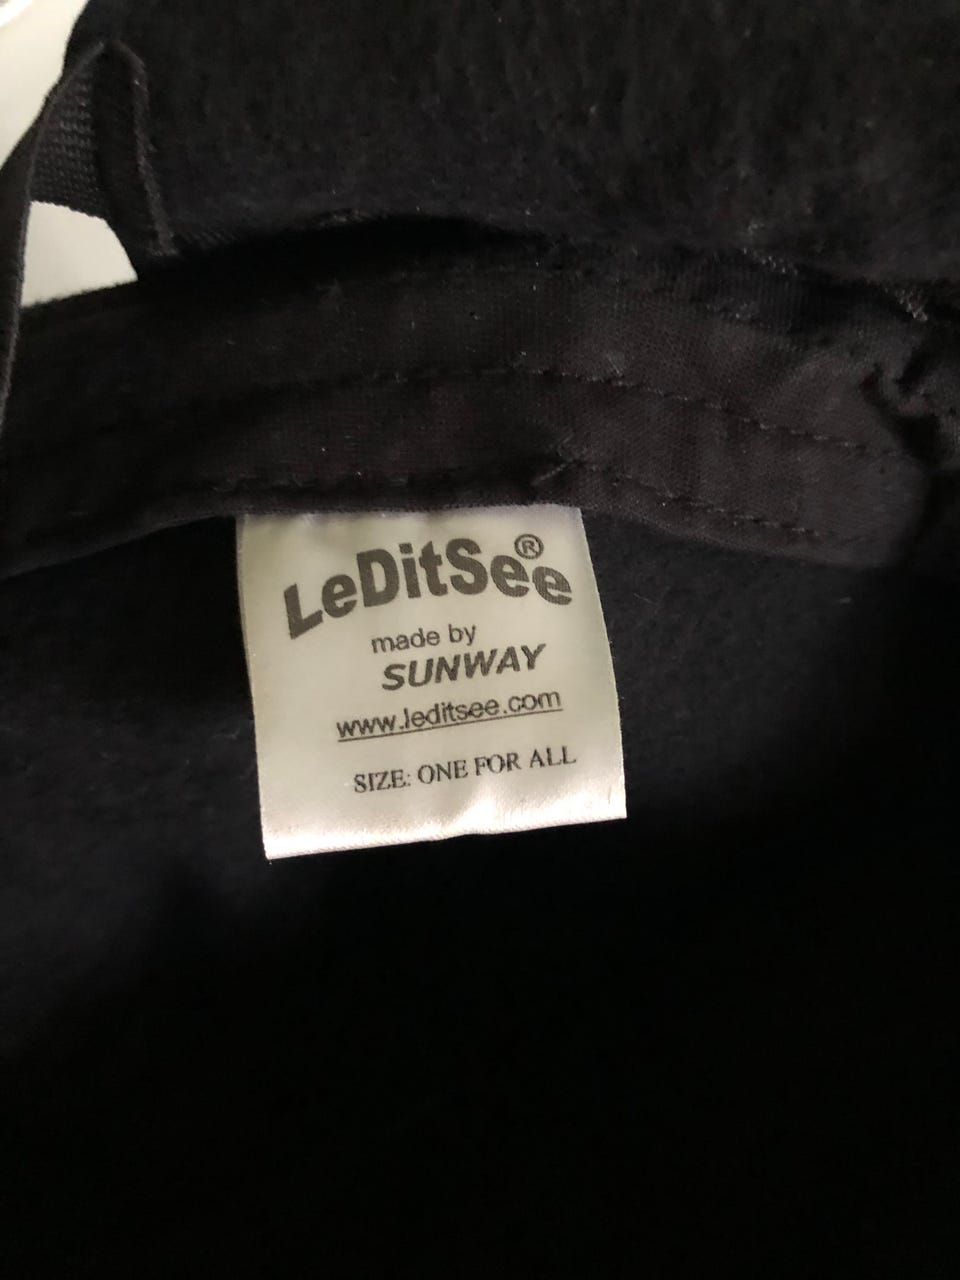 LeDitSee®
made by
SUNWAY
www.leditsee.com
SIZE: ONE FOR ALL